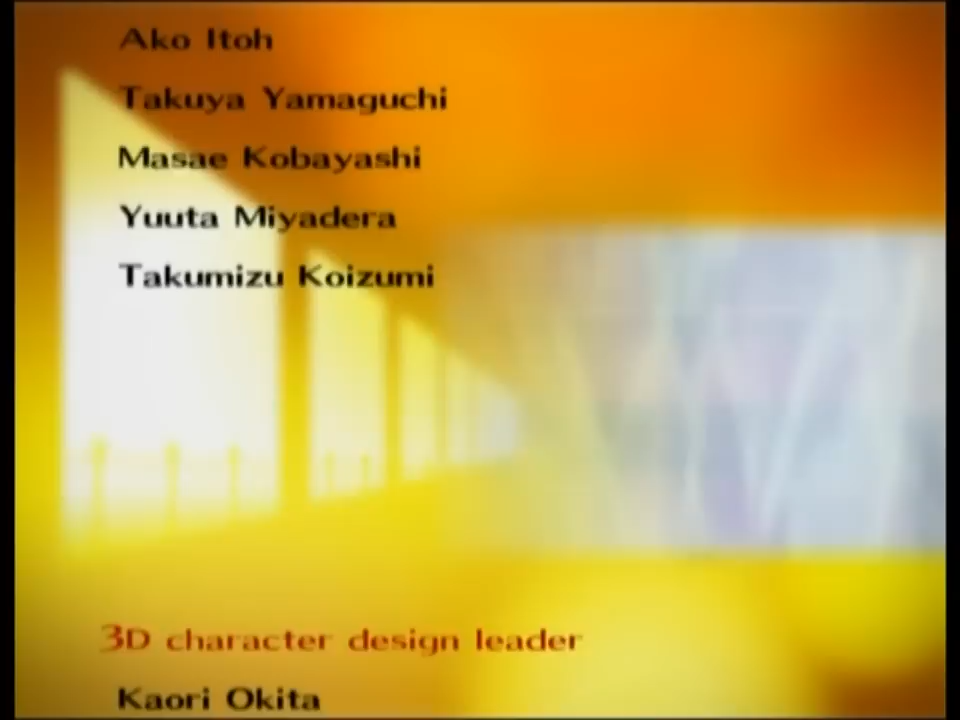 Ako Itoh
Takuya Yamaguchi
Masae Kobayashi
Yuuta Miyadera
Takumizu Koizumi
3D character design leader
Kaori Okita